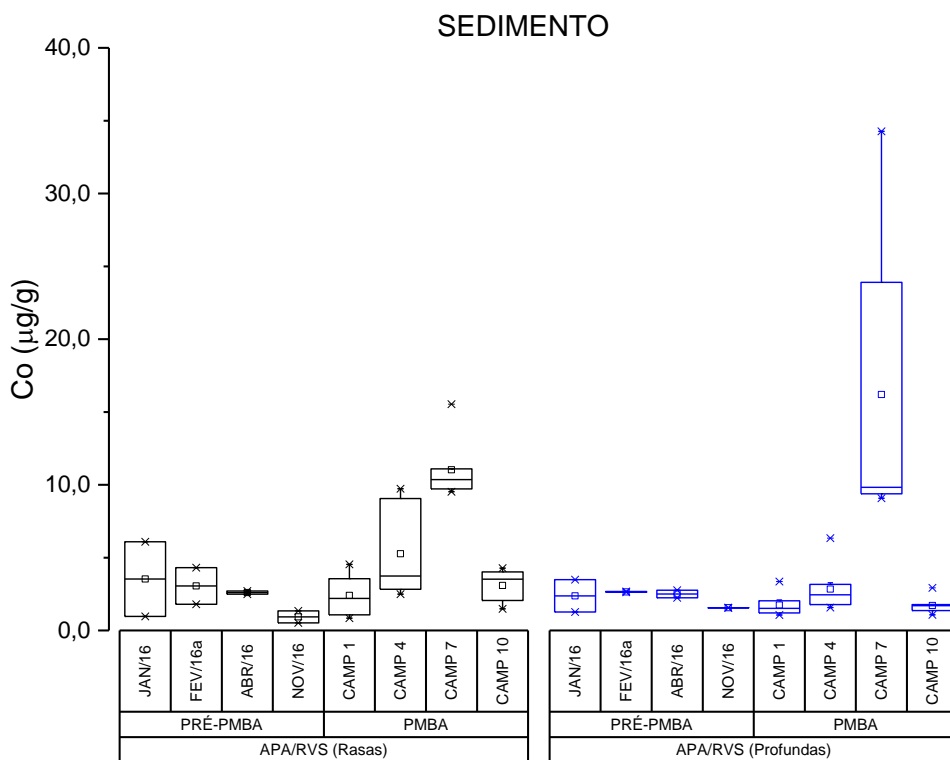 SEDIMENTO
Co (µg/g)
40,0
30,0
20,0
10,0
0,0
JAN/16
FEV/16a
ABR/16
NOV/16
CAMP 1
CAMP 4
CAMP 7
CAMP 10
JAN/16
FEV/16a
ABR/16
NOV/16
CAMP 1
CAMP 4
CAMP 7
CAMP 10
PRÉ-PMBA
PMBA
PRÉ-PMBA
PMBA
APA/RVS (Rasas)
APA/RVS (Profundas)